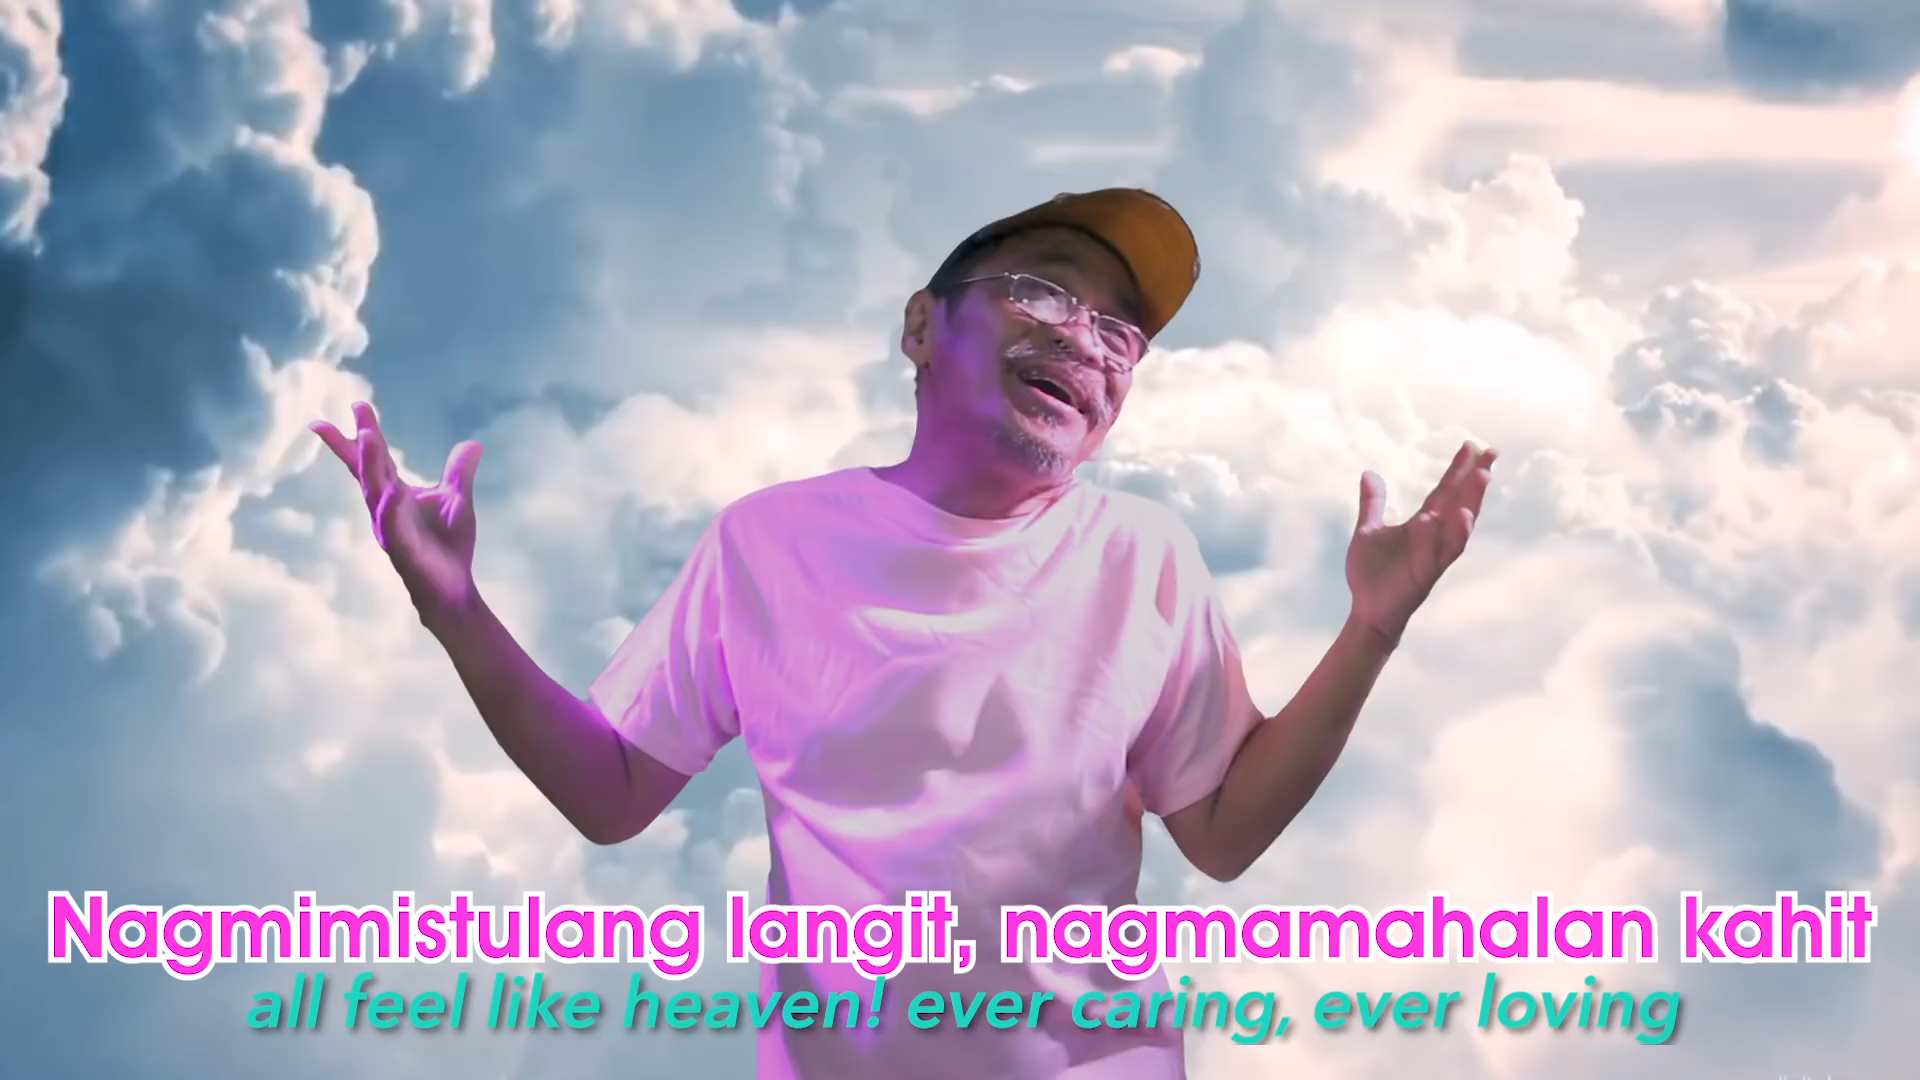 Nagmimistulang langit, nagmamahalan kahit
all feel like heaven! ever caring, ever loving